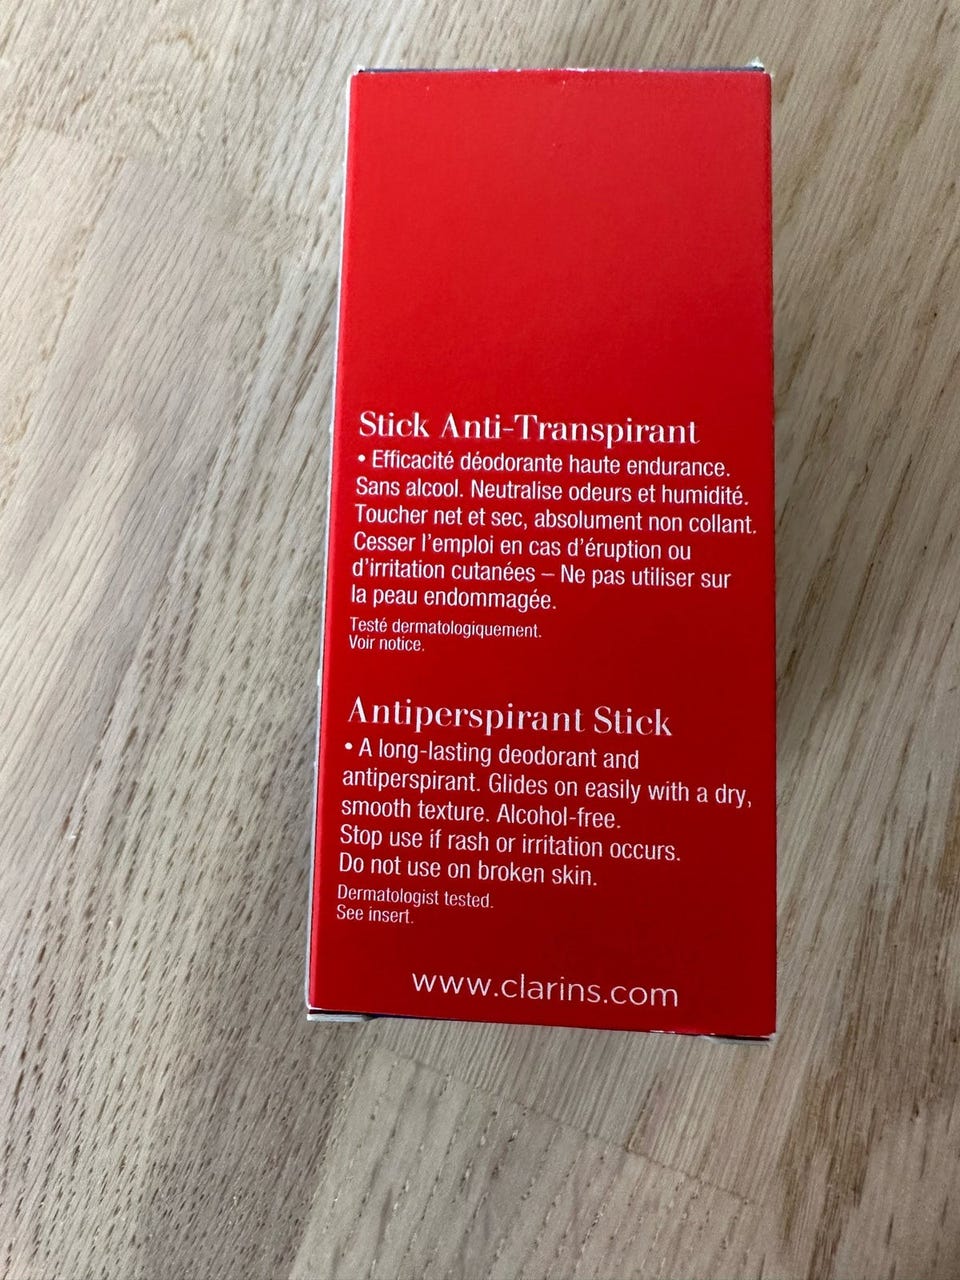 Stick Anti-Transpirant
• Efficacité déodorante haute endurance.
Sans alcool. Neutralise odeurs et humidité.
Toucher net et sec, absolument non collant.
Cesser l'emploi en cas d'éruption ou
d'irritation cutanées – Ne pas utiliser sur
la peau endommagée.
Testé dermatologiquement.
Voir notice.
Antiperspirant Stick
• A long-lasting deodorant and
antiperspirant. Glides on easily with a dry,
smooth texture. Alcohol-free.
Stop use if rash or irritation occurs.
Do not use on broken skin.
Dermatologist tested.
See insert.
www.clarins.com